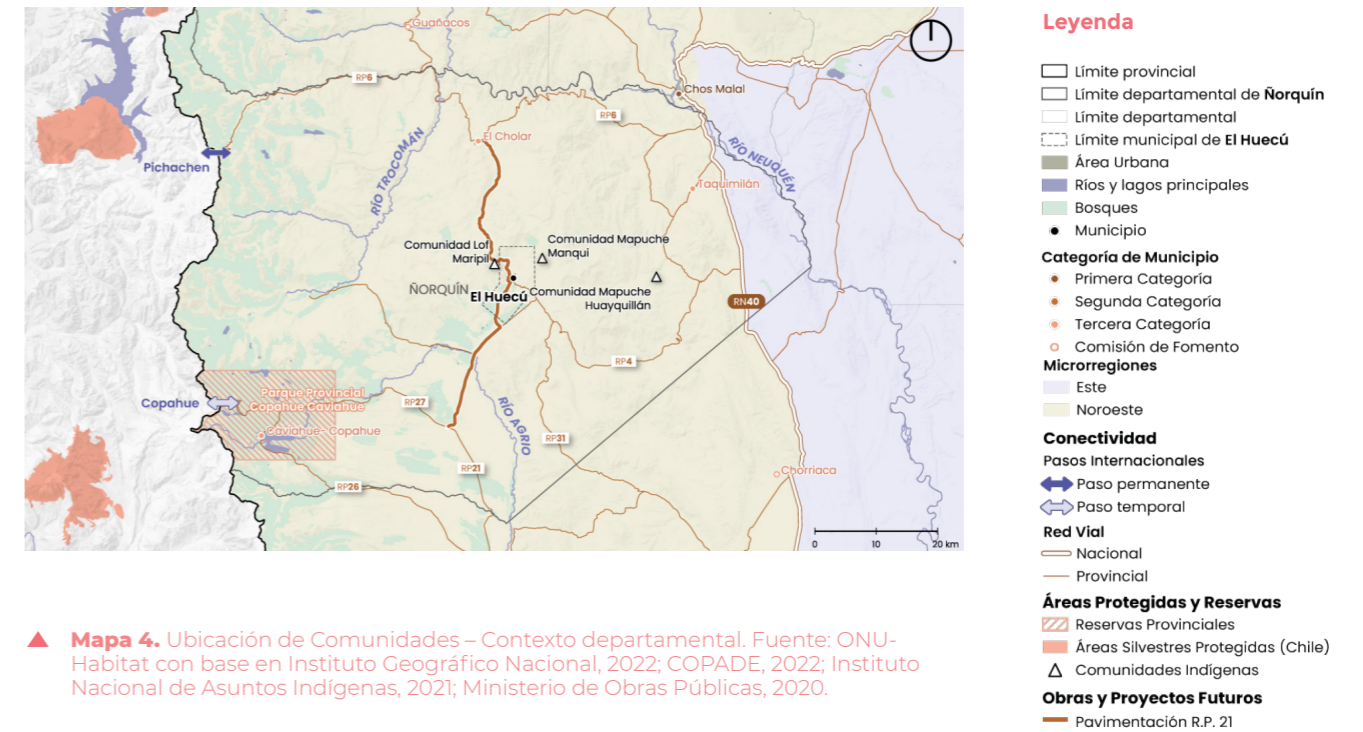 Guañacos
RP6
Chos Malal
RP6
El Cholar
RÍO NEUQUÉN
RÍO TROCOMÁN
Pichachen
Taquimilán
Comunidad Lof
Maripil
Comunidad Mapuche
Manqui
ÑORQUÍN
El Huecú
Comunidad Mapuche
Huayquillán
RN40
RP4
Parque Provincial
Copahue Caviahue
Copahue
RP27
RÍO AGRIO
Caviahue-Copahue
RP31
RP21
Chorriaca
RP26
0 10 20 km
Mapa 4. Ubicación de Comunidades – Contexto departamental. Fuente: ONU-
Habitat con base en Instituto Geográfico Nacional, 2022; COPADE, 2022; Instituto
Nacional de Asuntos Indígenas, 2021; Ministerio de Obras Públicas, 2020.
Leyenda
Límite provincial
Límite departamental de Ñorquín
Límite departamental
Límite municipal de El Huecú
Área Urbana
Ríos y lagos principales
Bosques
Municipio
Categoría de Municipio
Primera Categoría
Segunda Categoría
Tercera Categoría
Comisión de Fomento
Microrregiones
Este
Noroeste
Conectividad
Pasos Internacionales
Paso permanente
Paso temporal
Red Vial
Nacional
Provincial
Áreas Protegidas y Reservas
Reservas Provinciales
Áreas Silvestres Protegidas (Chile)
Comunidades Indígenas
Obras y Proyectos Futuros
Pavimentación R.P. 21